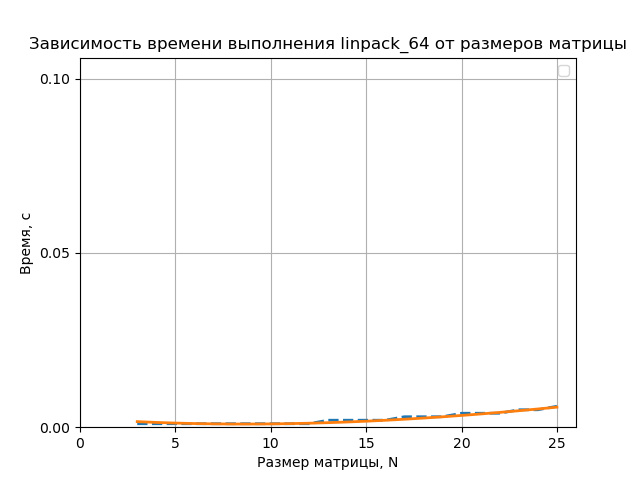 Зависимость времени выполнения linpack_64 от размеров матрицы
0.10
0.05
0.00
Время, с
0 5 10 15 20 25
Размер матрицы, N